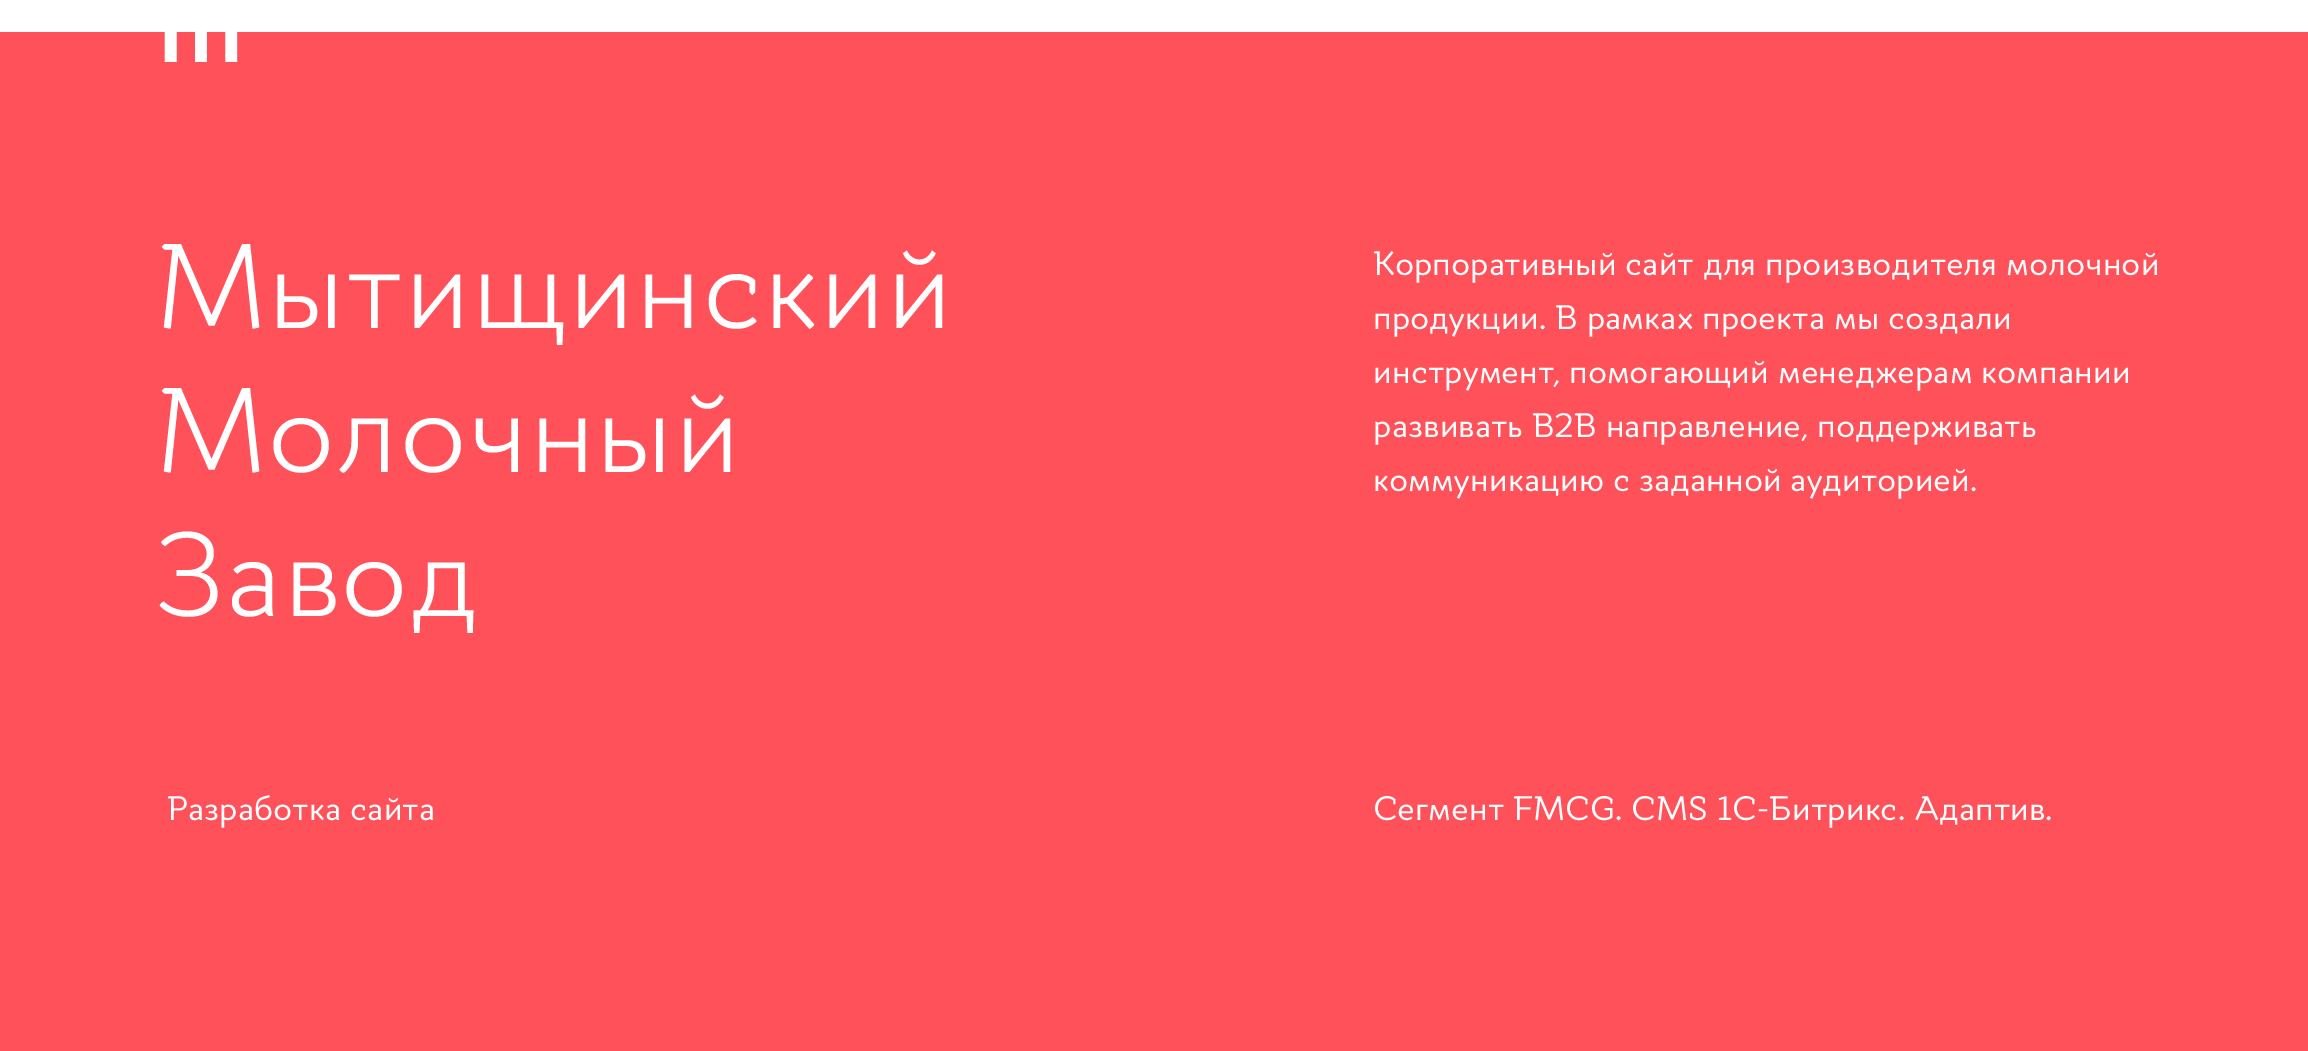 Мытищинский
Молочный
Завод
Корпоративный сайт для производителя молочной
продукции. В рамках проекта мы создали
инструмент, помогающий менеджерам компании
развивать B2B направление, поддерживать
коммуникацию с заданной аудиторией.
Разработка сайта
Сегмент FMCG. CMS 1С-Битрикс. Адаптив.